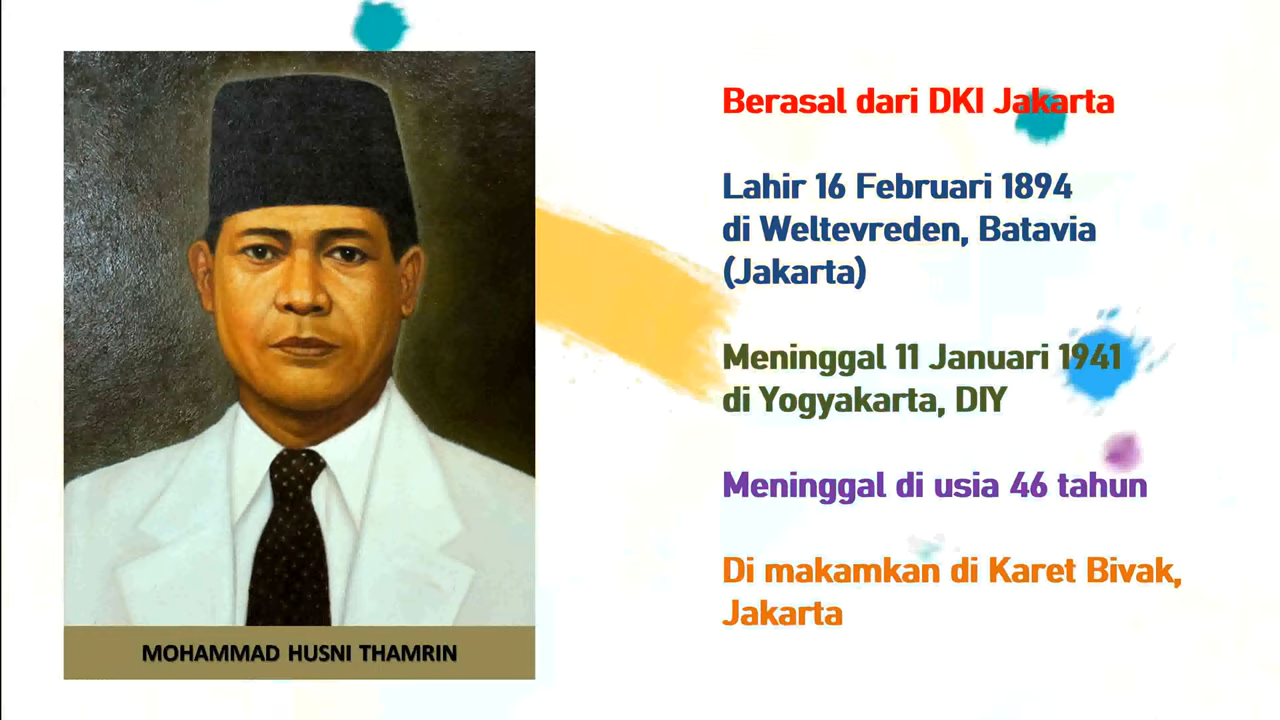 Berasal dari DKI Jakarta
Lahir 16 Februari 1894
di Weltevreden, Batavia
(Jakarta)
Meninggal 11 Januari 1941
di Yogyakarta, DIY
Meninggal di usia 46 tahun
Di makamkan di Karet Bivak,
Jakarta
MOHAMMAD HUSNI THAMRIN